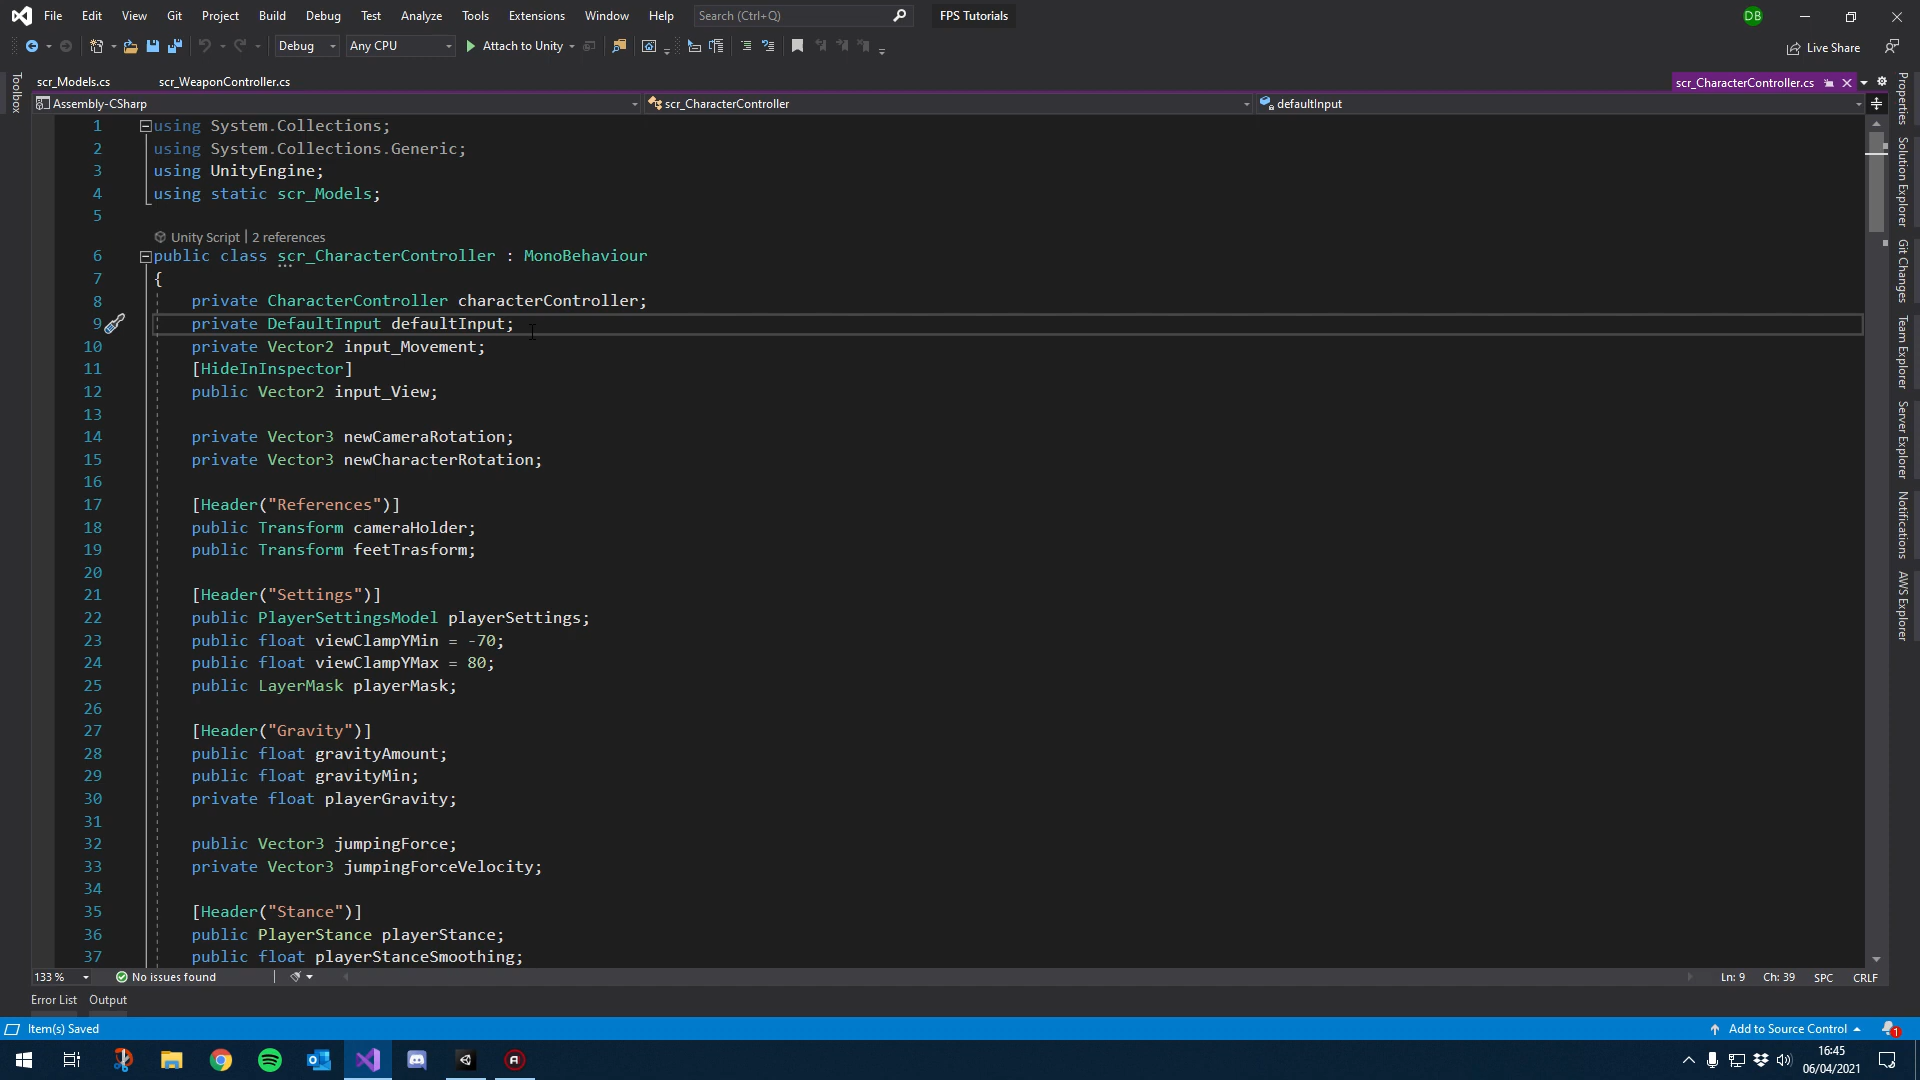 File Edit View Git Project Build Debug Test Analyze Tools Extensions Window Help Search (Ctrl+Q) FPS Tutorials DB
Debug Any CPU Attach to Unity Live Share
scr_Models.cs scr_WeaponController.cs scr_CharacterController.cs
Assembly-CSharp scr_CharacterController defaultInput
1 using System.Collections;
2 using System.Collections.Generic;
3 using UnityEngine;
4 using static scr_Models;
5
Unity Script | 2 references
6 public class scr_CharacterController : MonoBehaviour
7 {
8 private CharacterController characterController;
9 private DefaultInput defaultInput;
10 private Vector2 input_Movement;
11 [HideInInspector]
12 public Vector2 input_View;
13
14 private Vector3 newCameraRotation;
15 private Vector3 newCharacterRotation;
16
17 [Header("References")]
18 public Transform cameraHolder;
19 public Transform feetTrasform;
20
21 [Header("Settings")]
22 public PlayerSettingsModel playerSettings;
23 public float viewClampYMin = -70;
24 public float viewClampYMax = 80;
25 public LayerMask playerMask;
26
27 [Header("Gravity")]
28 public float gravityAmount;
29 public float gravityMin;
30 private float playerGravity;
31
32 public Vector3 jumpingForce;
33 private Vector3 jumpingForceVelocity;
34
35 [Header("Stance")]
36 public PlayerStance playerStance;
37 public float playerStanceSmoothing;
Toolbox
Properties
Solution Explorer
Git Changes
Team Explorer
Server Explorer
Notifications
AWS Explorer
133 % No issues found Ln: 9 Ch: 39 SPC CRLF
Error List Output
Item(s) Saved Add to Source Control 1
16:45
06/04/2021